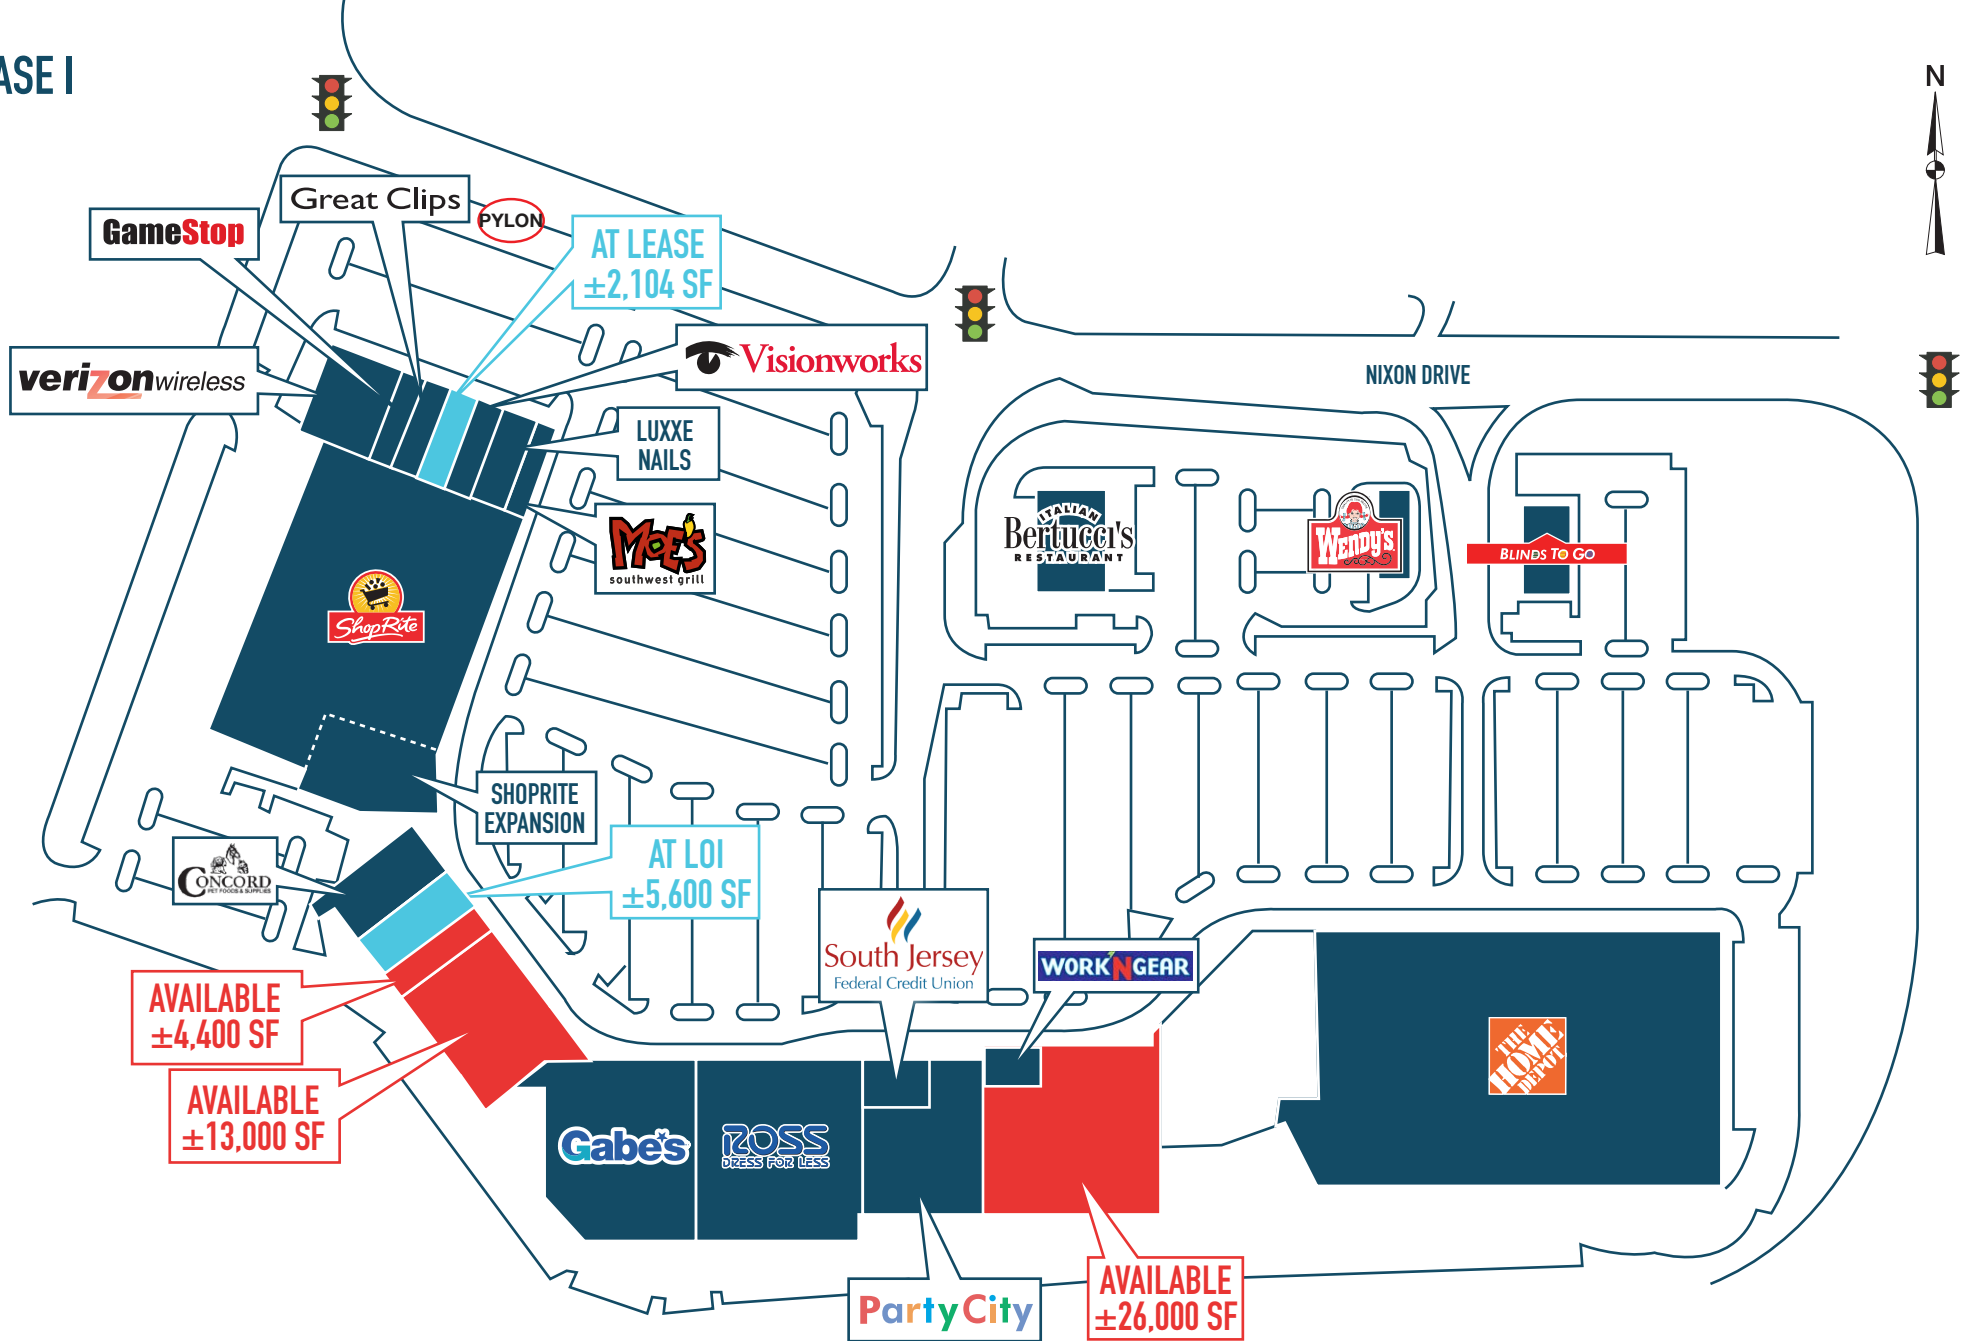 ASE I
N
Great Clips
PYLON
GameStop
AT LEASE
±2,104 SF
Visionworks
verizon wireless
NIXON DRIVE
LUXXE
NAILS
MOE'S
southwest grill
ITALIAN
Bertucci's
RESTAURANT
WENDY'S
BLINDS TO GO
ShopRite
SHOPRITE
EXPANSION
CONCORD
PET FOODS & SUPPLIES
AT LOI
±5,600 SF
South Jersey
Federal Credit Union
WORK'NGEAR
AVAILABLE
±4,400 SF
AVAILABLE
±13,000 SF
THE
HOME
DEPOT
Gabe's
ROSS
DRESS FOR LESS
Party City
AVAILABLE
±26,000 SF